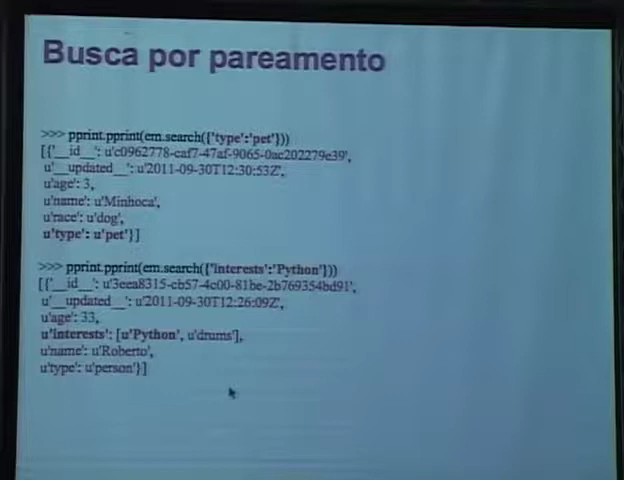 Busca por pareamento
>>> pprint.pprint(em.search({'type':'pet'}))
[{'__id__': u'c0962778-caf7-47af-9065-0ac202279e39',
u'__updated__': u'2011-09-30T12:30:53Z',
u'age': 3,
u'name': u'Minhoca',
u'race': u'dog',
u'type': u'pet'}]
>>> pprint.pprint(em.search({'interests':'Python'}))
[{'__id__': u'3eea8315-cb57-4c00-81be-2b769354bd91',
u'__updated__': u'2011-09-30T12:26:09Z',
u'age': 33,
u'interests': [u'Python', u'drums'],
u'name': u'Roberto',
u'type': u'person'}]